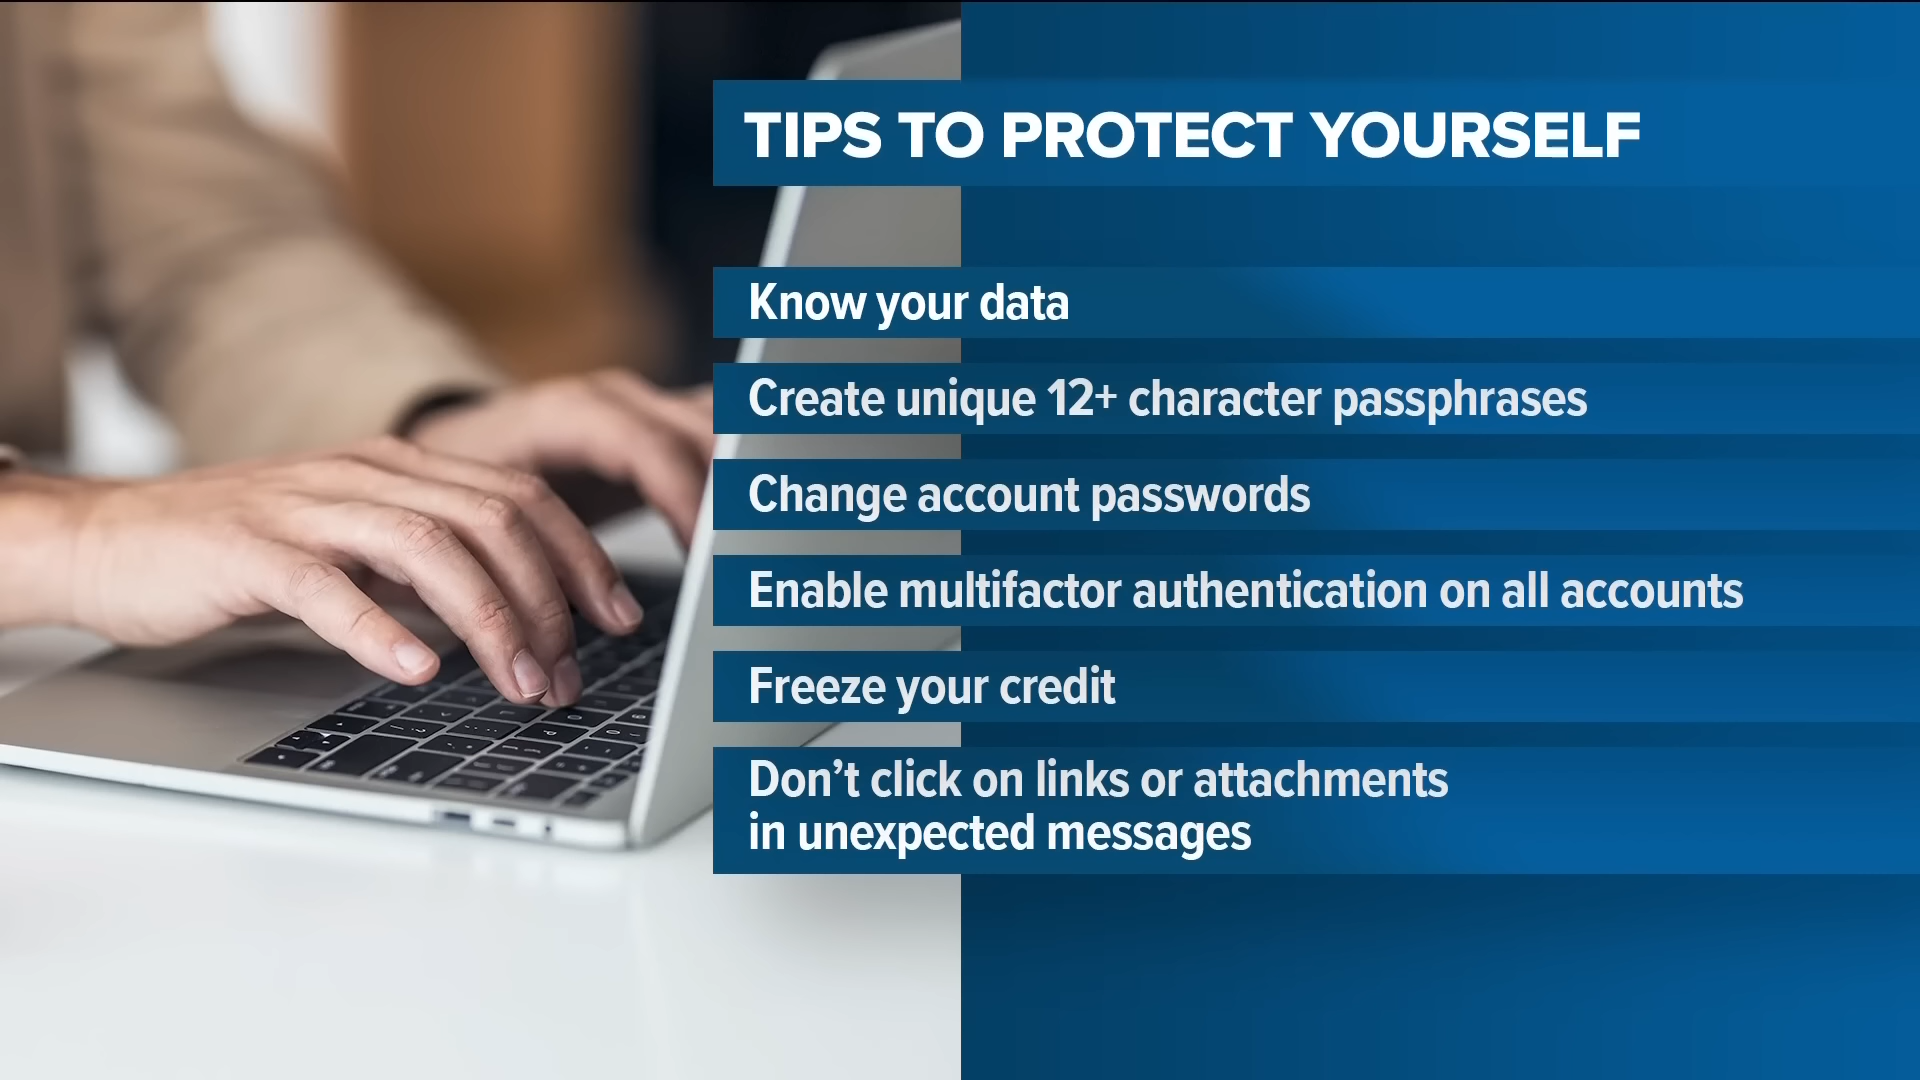 TIPS TO PROTECT YOURSELF
Know your data
Create unique 12+ character passphrases
Change account passwords
Enable multifactor authentication on all accounts
Freeze your credit
Don’t click on links or attachments
in unexpected messages